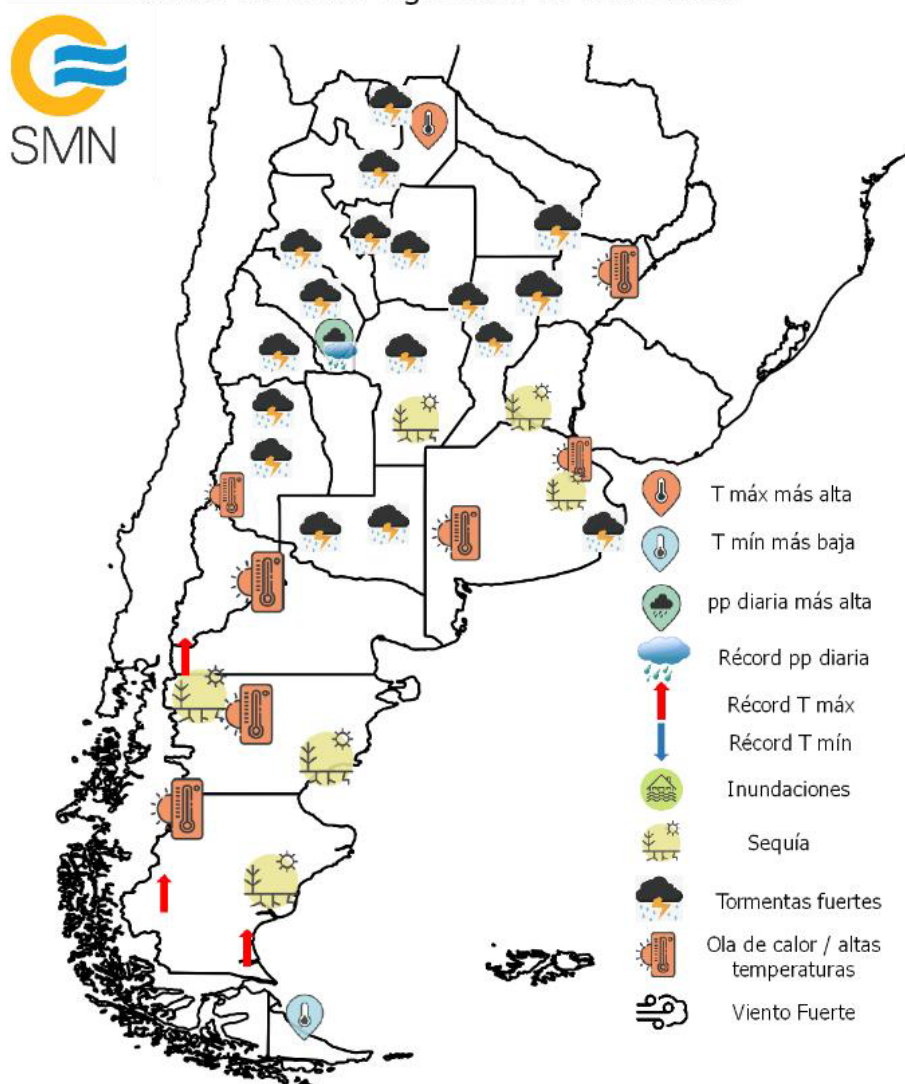 SMN
T máx más alta
T mín más baja
pp diaria más alta
Récord pp diaria
Récord T máx
Récord T mín
Inundaciones
Sequía
Tormentas fuertes
Ola de calor / altas
temperaturas
Viento Fuerte